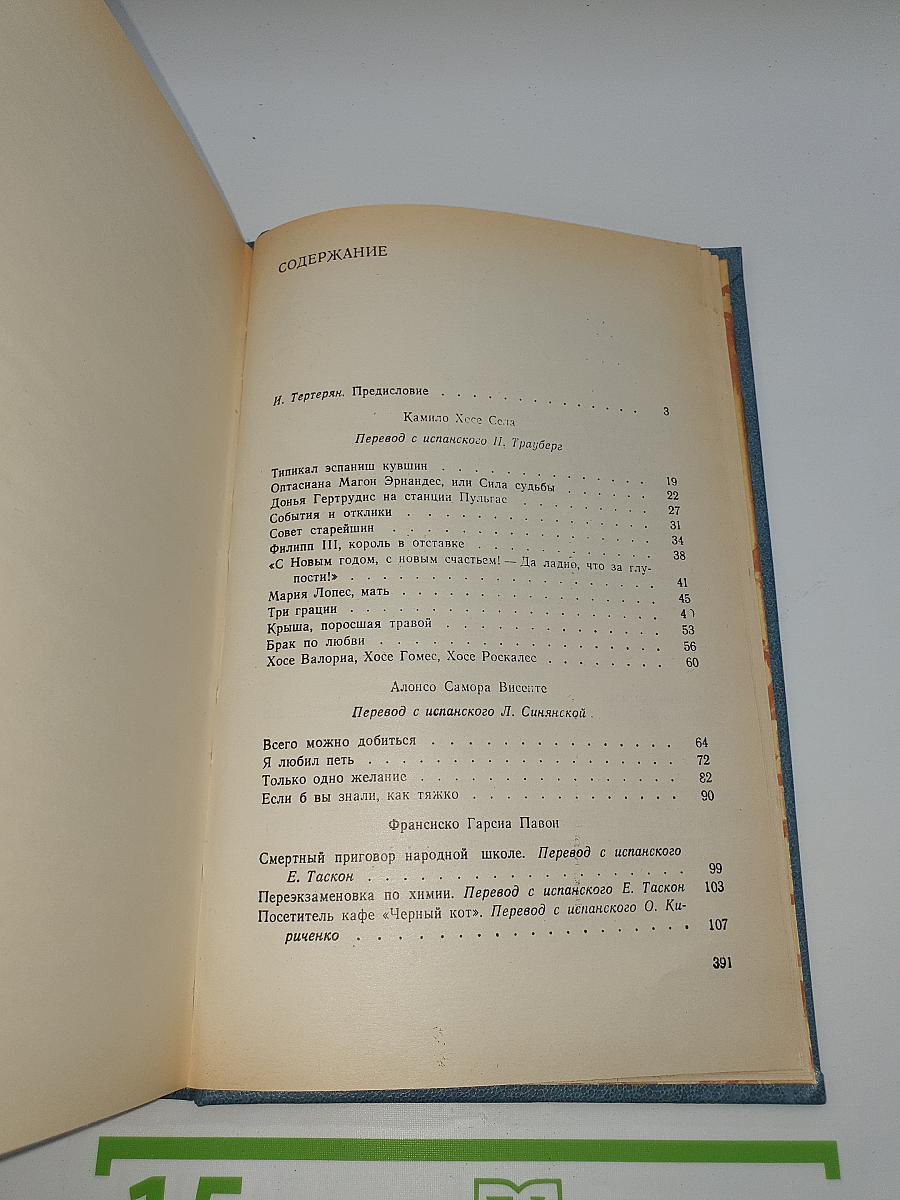 СОДЕРЖАНИЕ
И. Тертерян. Предисловие . . . . . . . . . . . . . . 3
Камило Хосе Села
Перевод с испанского Н. Трауберг
Типикал эспаниш кувшин . . . . . . . . . . . . . 19
Оптасиана Магон Эрнандес, или Сила судьбы . . . . . . 22
Донья Гертрудис на станции Пульгас . . . . . . . . 27
События и отклики . . . . . . . . . . . . . . . 31
Совет старейшин . . . . . . . . . . . . . . . . 34
Филипп III, король в отставке . . . . . . . . . . 38
«С Новым годом, с новым счастьем! — Да ладно, что за глу-
пости!» . . . . . . . . . . . . . . . . . . 41
Мария Лопес, мать . . . . . . . . . . . . . . . 45
Три грации . . . . . . . . . . . . . . . . . . 4
Крыша, поросшая травой . . . . . . . . . . . . . 53
Брак по любви . . . . . . . . . . . . . . . . . 56
Хосе Валориа, Хосе Гомес, Хосе Роскалес . . . . . . . . 60
Алонсо Самора Висенте
Перевод с испанского Л. Синянской
Всего можно добиться . . . . . . . . . . . . . . 64
Я любил петь . . . . . . . . . . . . . . . . . 72
Только одно желание . . . . . . . . . . . . . . 82
Если б вы знали, как тяжко . . . . . . . . . . . . 90
Франсиско Гарсиа Павон
Смертный приговор народной школе. Перевод с испанского
Е. Таскон . . . . . . . . . . . . . . . . . . 99
Переэкзаменовка по химии. Перевод с испанского Е. Таскон 103
Посетитель кафе «Черный кот». Перевод с испанского О. Ки-
риченко . . . . . . . . . . . . . . . . . . 107
391
15